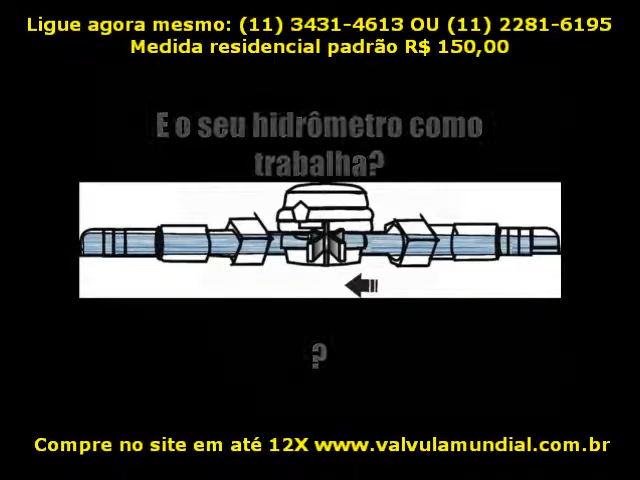 Ligue agora mesmo: (11) 3431-4613 OU (11) 2281-6195
Medida residencial padrão R$ 150,00
E o seu hidrômetro como
trabalha?
?
Compre no site em até 12X www.valvulamundial.com.br